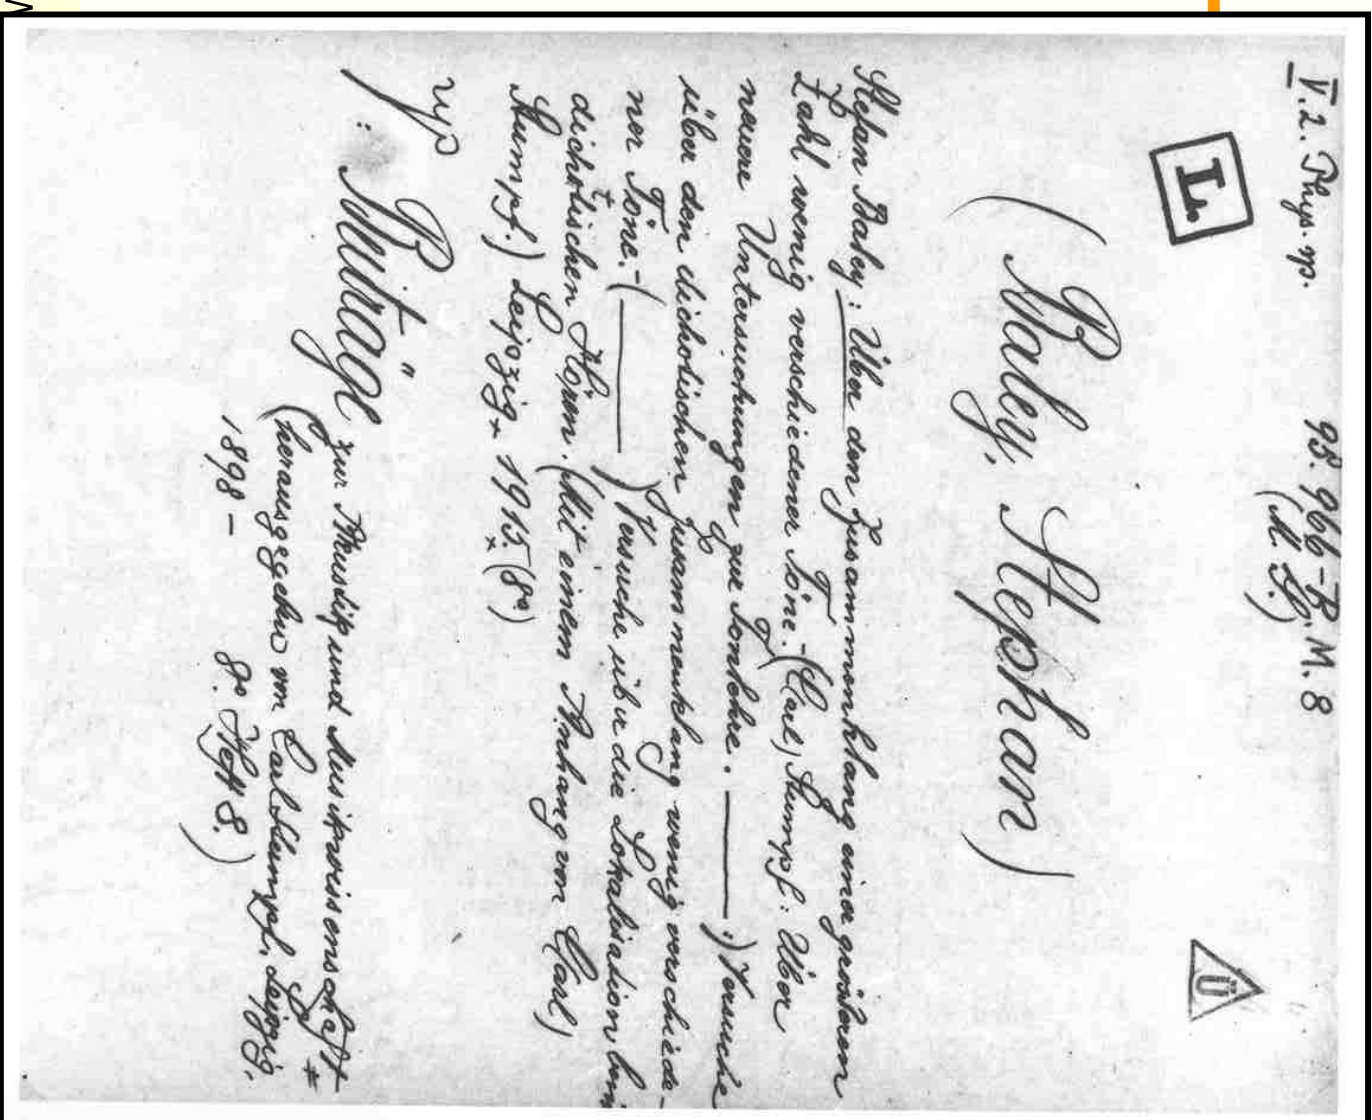 V.2. Phys. sp.
93. 966-B. M. 8
L.
Ü
(Baley, Stephan)
Stefan Baley: Über den Zusammenklang einer grösseren
Zahl wenig verschiedener Töne.-(Carl) Stumpf: Über
neuere Untersuchungen zur Tonlehre. —— :) Versuche
über den dichotischen Zusammenklang wenig verschiede-
ner Töne.-( —— :) Versuche über die Lokalisation beim
dichotischen Hören. (Mit einem Anhang von Carl)
Stumpf.) Leipzig 1915. (8°)
Beiträge zur Akustik und Musikwissenschaft
(herausgegeben von Carl Stumpf. Leipzig,
1898 - 8°. Heft 8.)